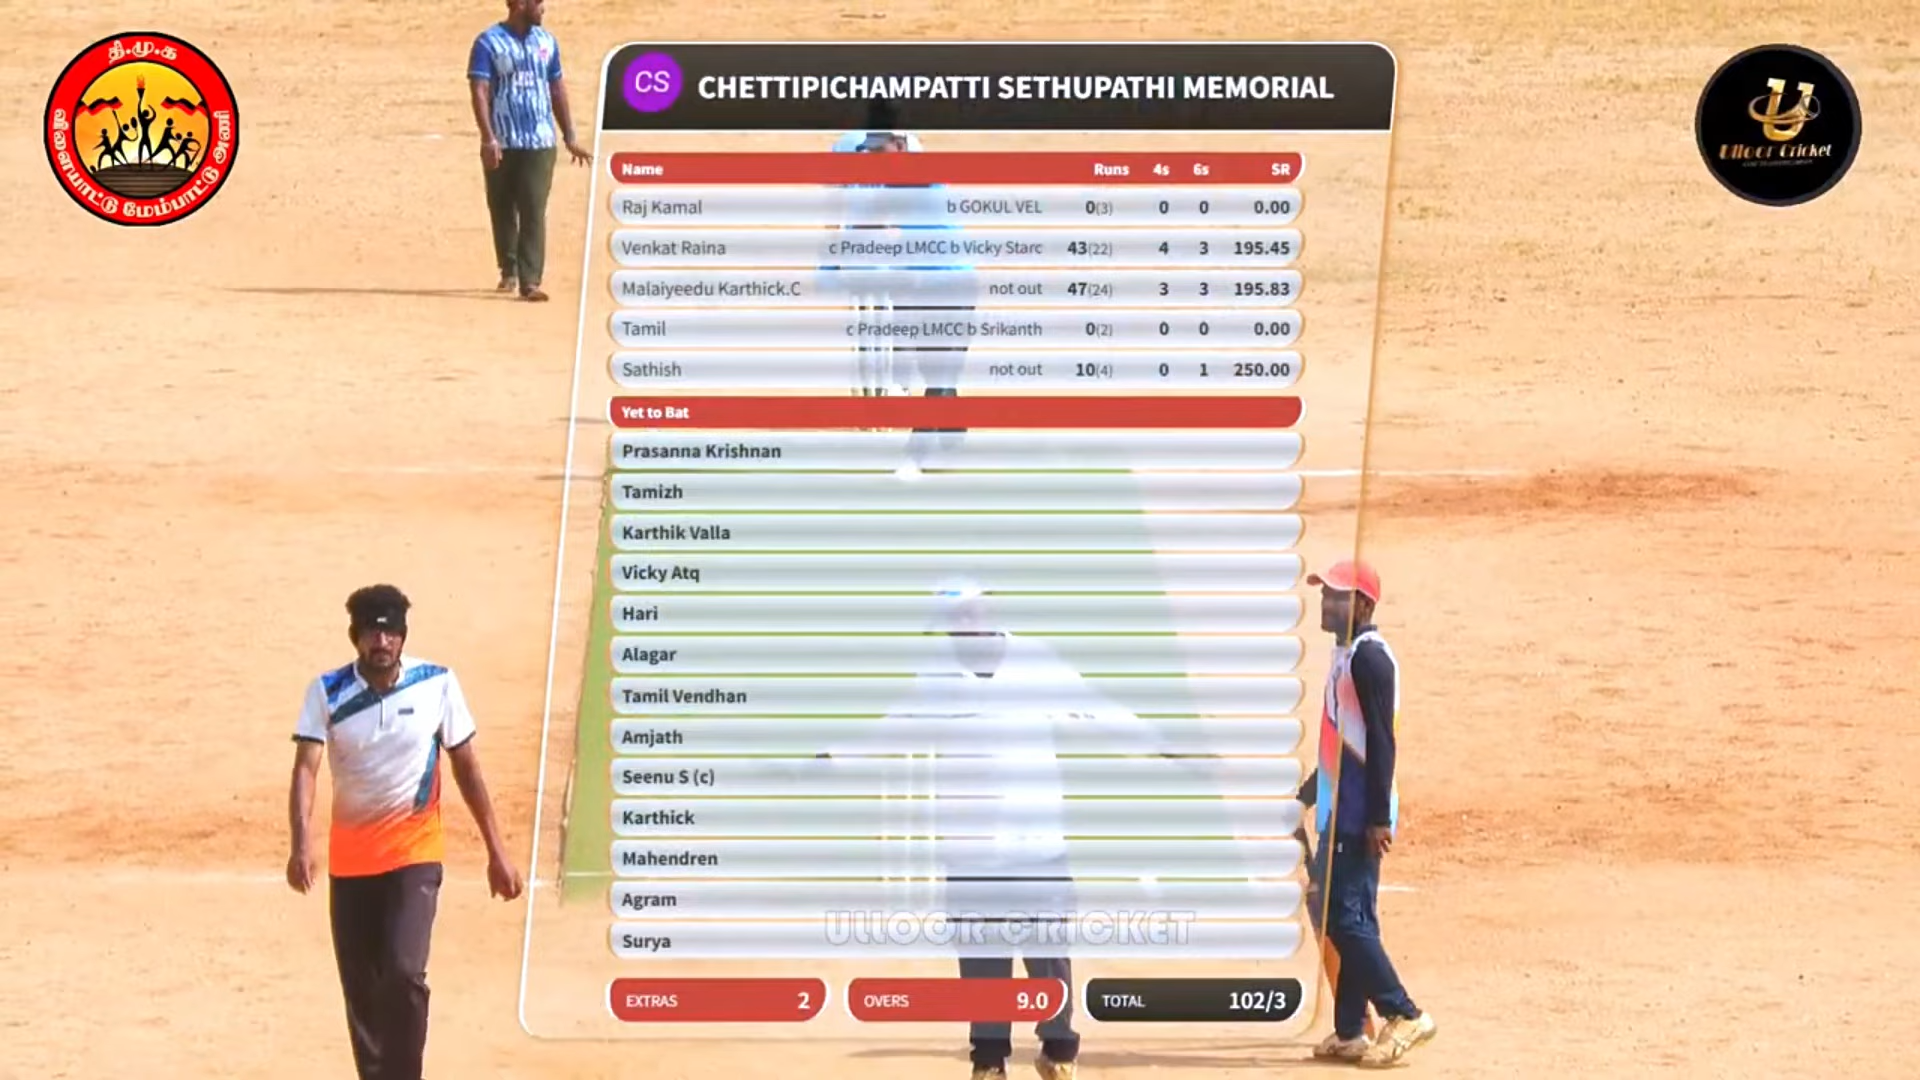 தி.மு.க
விளையாட்டு மேம்பாட்டு அணி
CS CHETTIPICHAMPATTI SETHUPATHI MEMORIAL
Ulloor Cricket
Name Runs 4s 6s SR
Raj Kamal b GOKUL VEL 0(3) 0 0 0.00
Venkat Raina c Pradeep LMCC b Vicky Starc 43(22) 4 3 195.45
Malaiyeedu Karthick.C not out 47(24) 3 3 195.83
Tamil c Pradeep LMCC b Srikanth 0(2) 0 0 0.00
Sathish not out 10(4) 0 1 250.00
Yet to Bat
Prasanna Krishnan
Tamizh
Karthik Valla
Vicky Atq
Hari
Alagar
Tamil Vendhan
Amjath
Seenu S (c)
Karthick
Mahendren
Agram
Surya
ULLOOR CRICKET
EXTRAS 2 OVERS 9.0 TOTAL 102/3